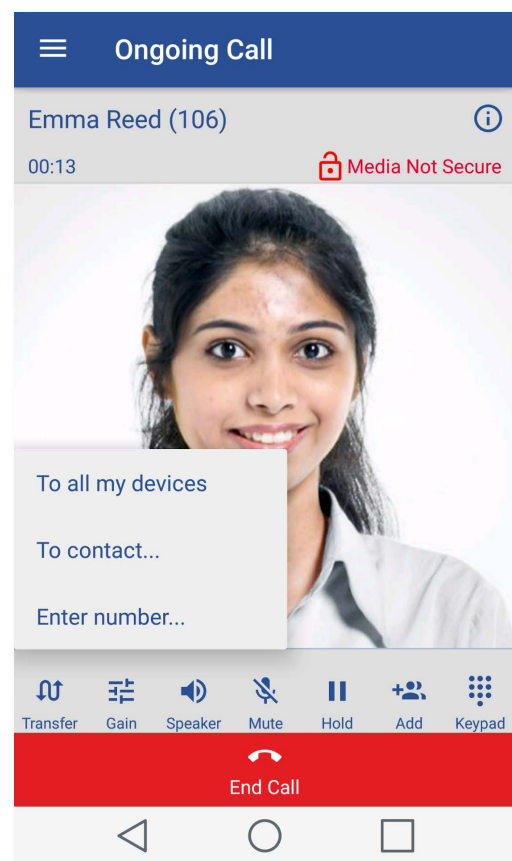 Ongoing Call
Emma Reed (106)
00:13 Media Not Secure
To all my devices
To contact...
Enter number...
Transfer Gain Speaker Mute Hold Add Keypad
End Call